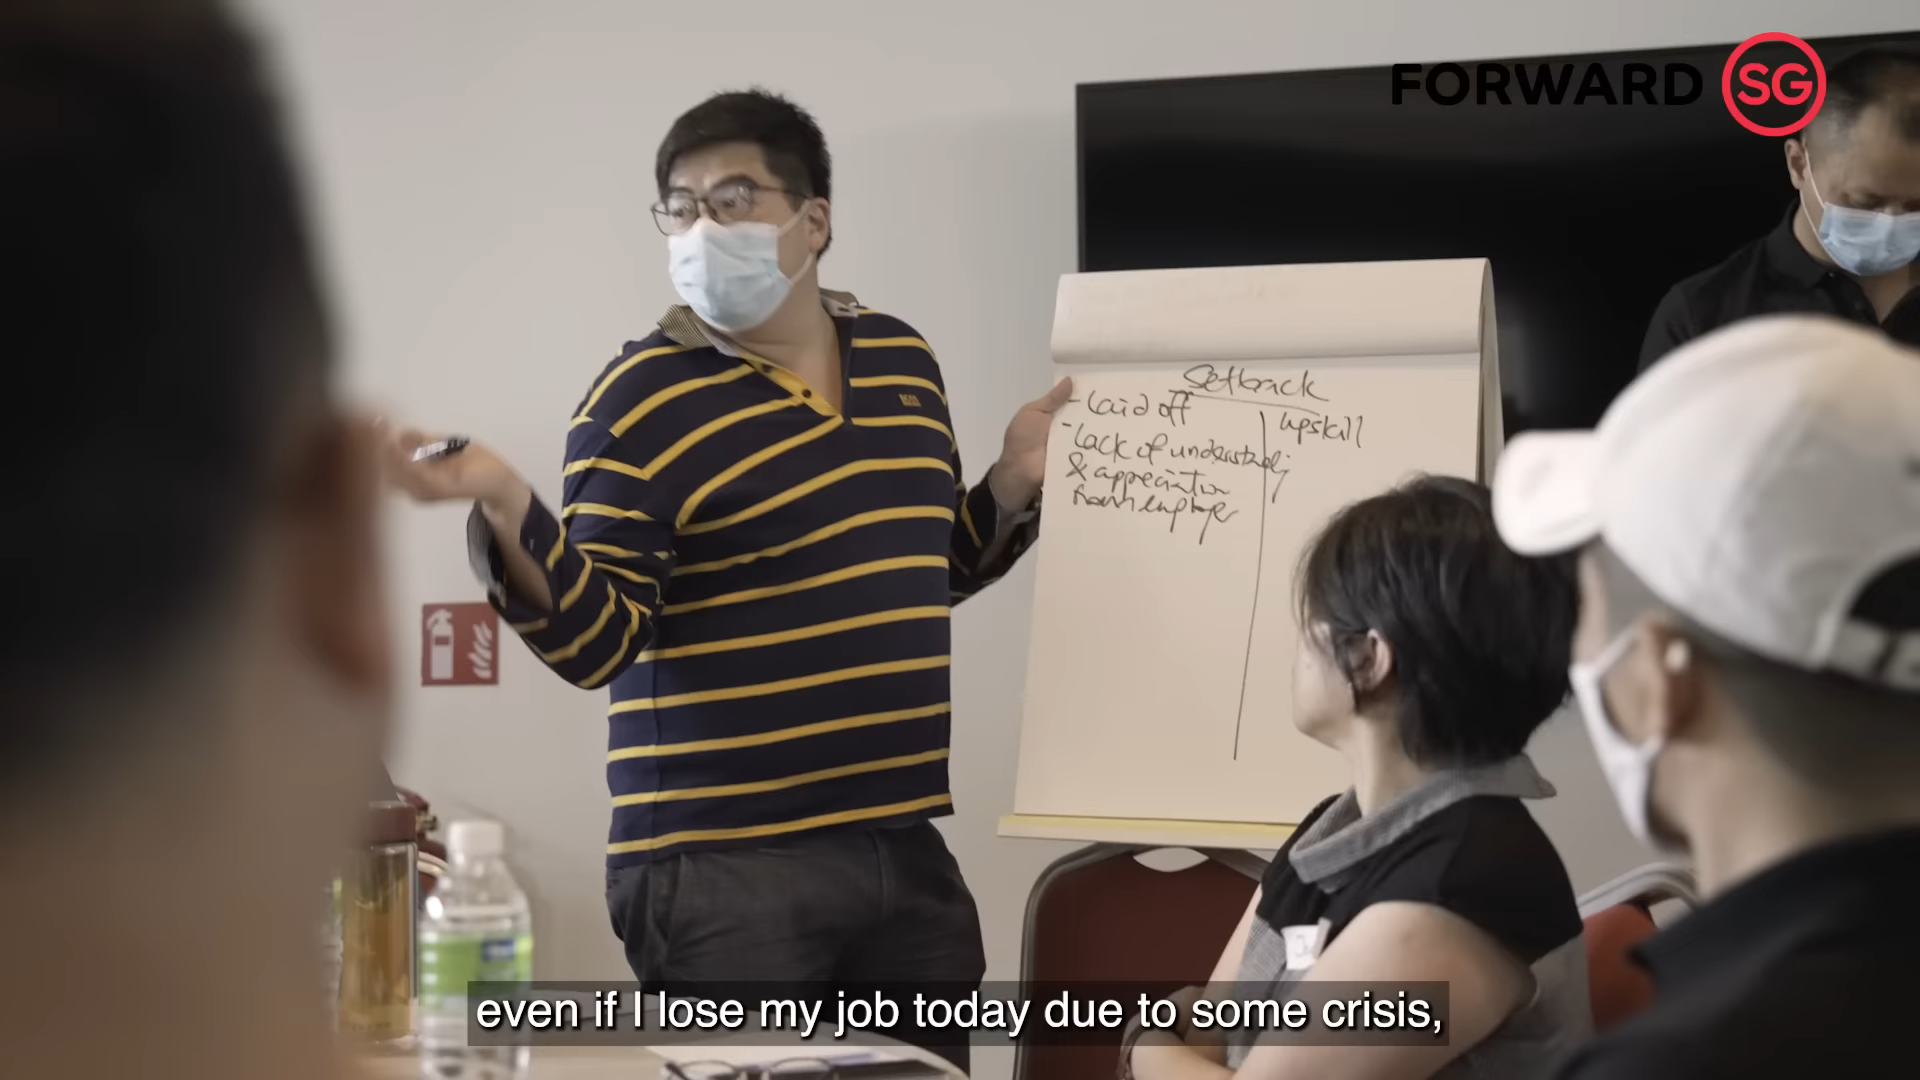 FORWARD SG
Setback
- laid off
upskill
- lack of understanding
& appreciation
from employer
even if I lose my job today due to some crisis,